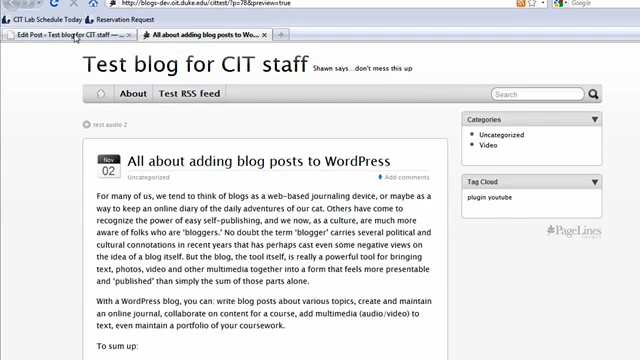 blogs-dev.oit.duke.edu/cittest/?p=78&preview=true
CIT Lab Schedule Today Reservation Request
Edit Post ‹ Test blog for CIT staff — ... All about adding blog posts to Wo...
Test blog for CIT staff
Shawn says...don't mess this up
About Test RSS feed Search
test audio 2
Categories
Uncategorized
Video
Tag Cloud
plugin youtube
PageLines
Nov
02
All about adding blog posts to WordPress
Uncategorized Add comments
For many of us, we tend to think of blogs as a web-based journaling device, or maybe as a
way to keep an online diary of the daily adventures of our cat. Others have come to
recognize the power of easy self-publishing, and we now, as a culture, are much more
aware of folks who are 'bloggers.' No doubt the term 'blogger' carries several political and
cultural connotations in recent years that has perhaps cast even some negative views on
the idea of a blog itself. But the blog, the tool itself, is really a powerful tool for bringing
text, photos, video and other multimedia together into a form that feels more presentable
and 'published' than simply the sum of those parts alone.
With a WordPress blog, you can: write blog posts about various topics, create and maintain
an online journal, collaborate on content for a course, add multimedia (audio/video) to
text, even maintain a portfolio of your coursework.
To sum up: